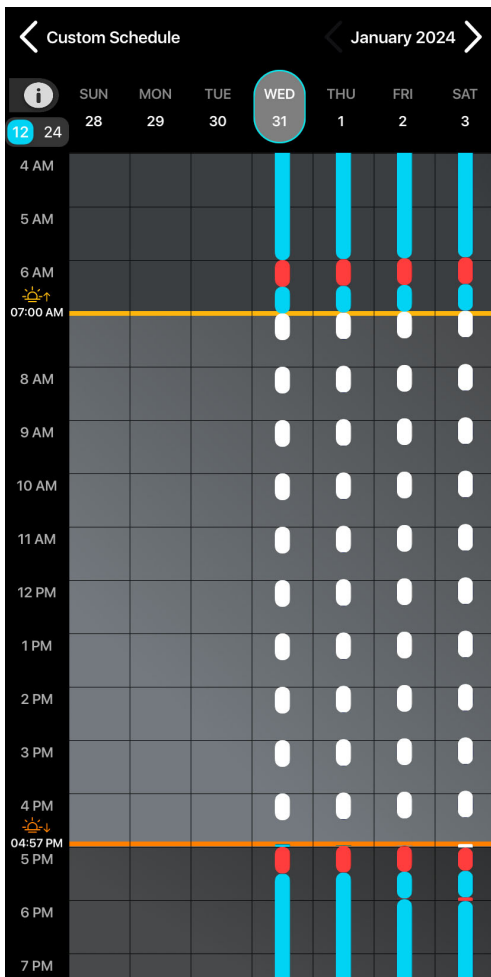 Custom Schedule
January 2024
i
SUN MON TUE WED THU FRI SAT
28 29 30 31 1 2 3
12 24
4 AM
5 AM
6 AM
07:00 AM
8 AM
9 AM
10 AM
11 AM
12 PM
1 PM
2 PM
3 PM
4 PM
04:57 PM
5 PM
6 PM
7 PM